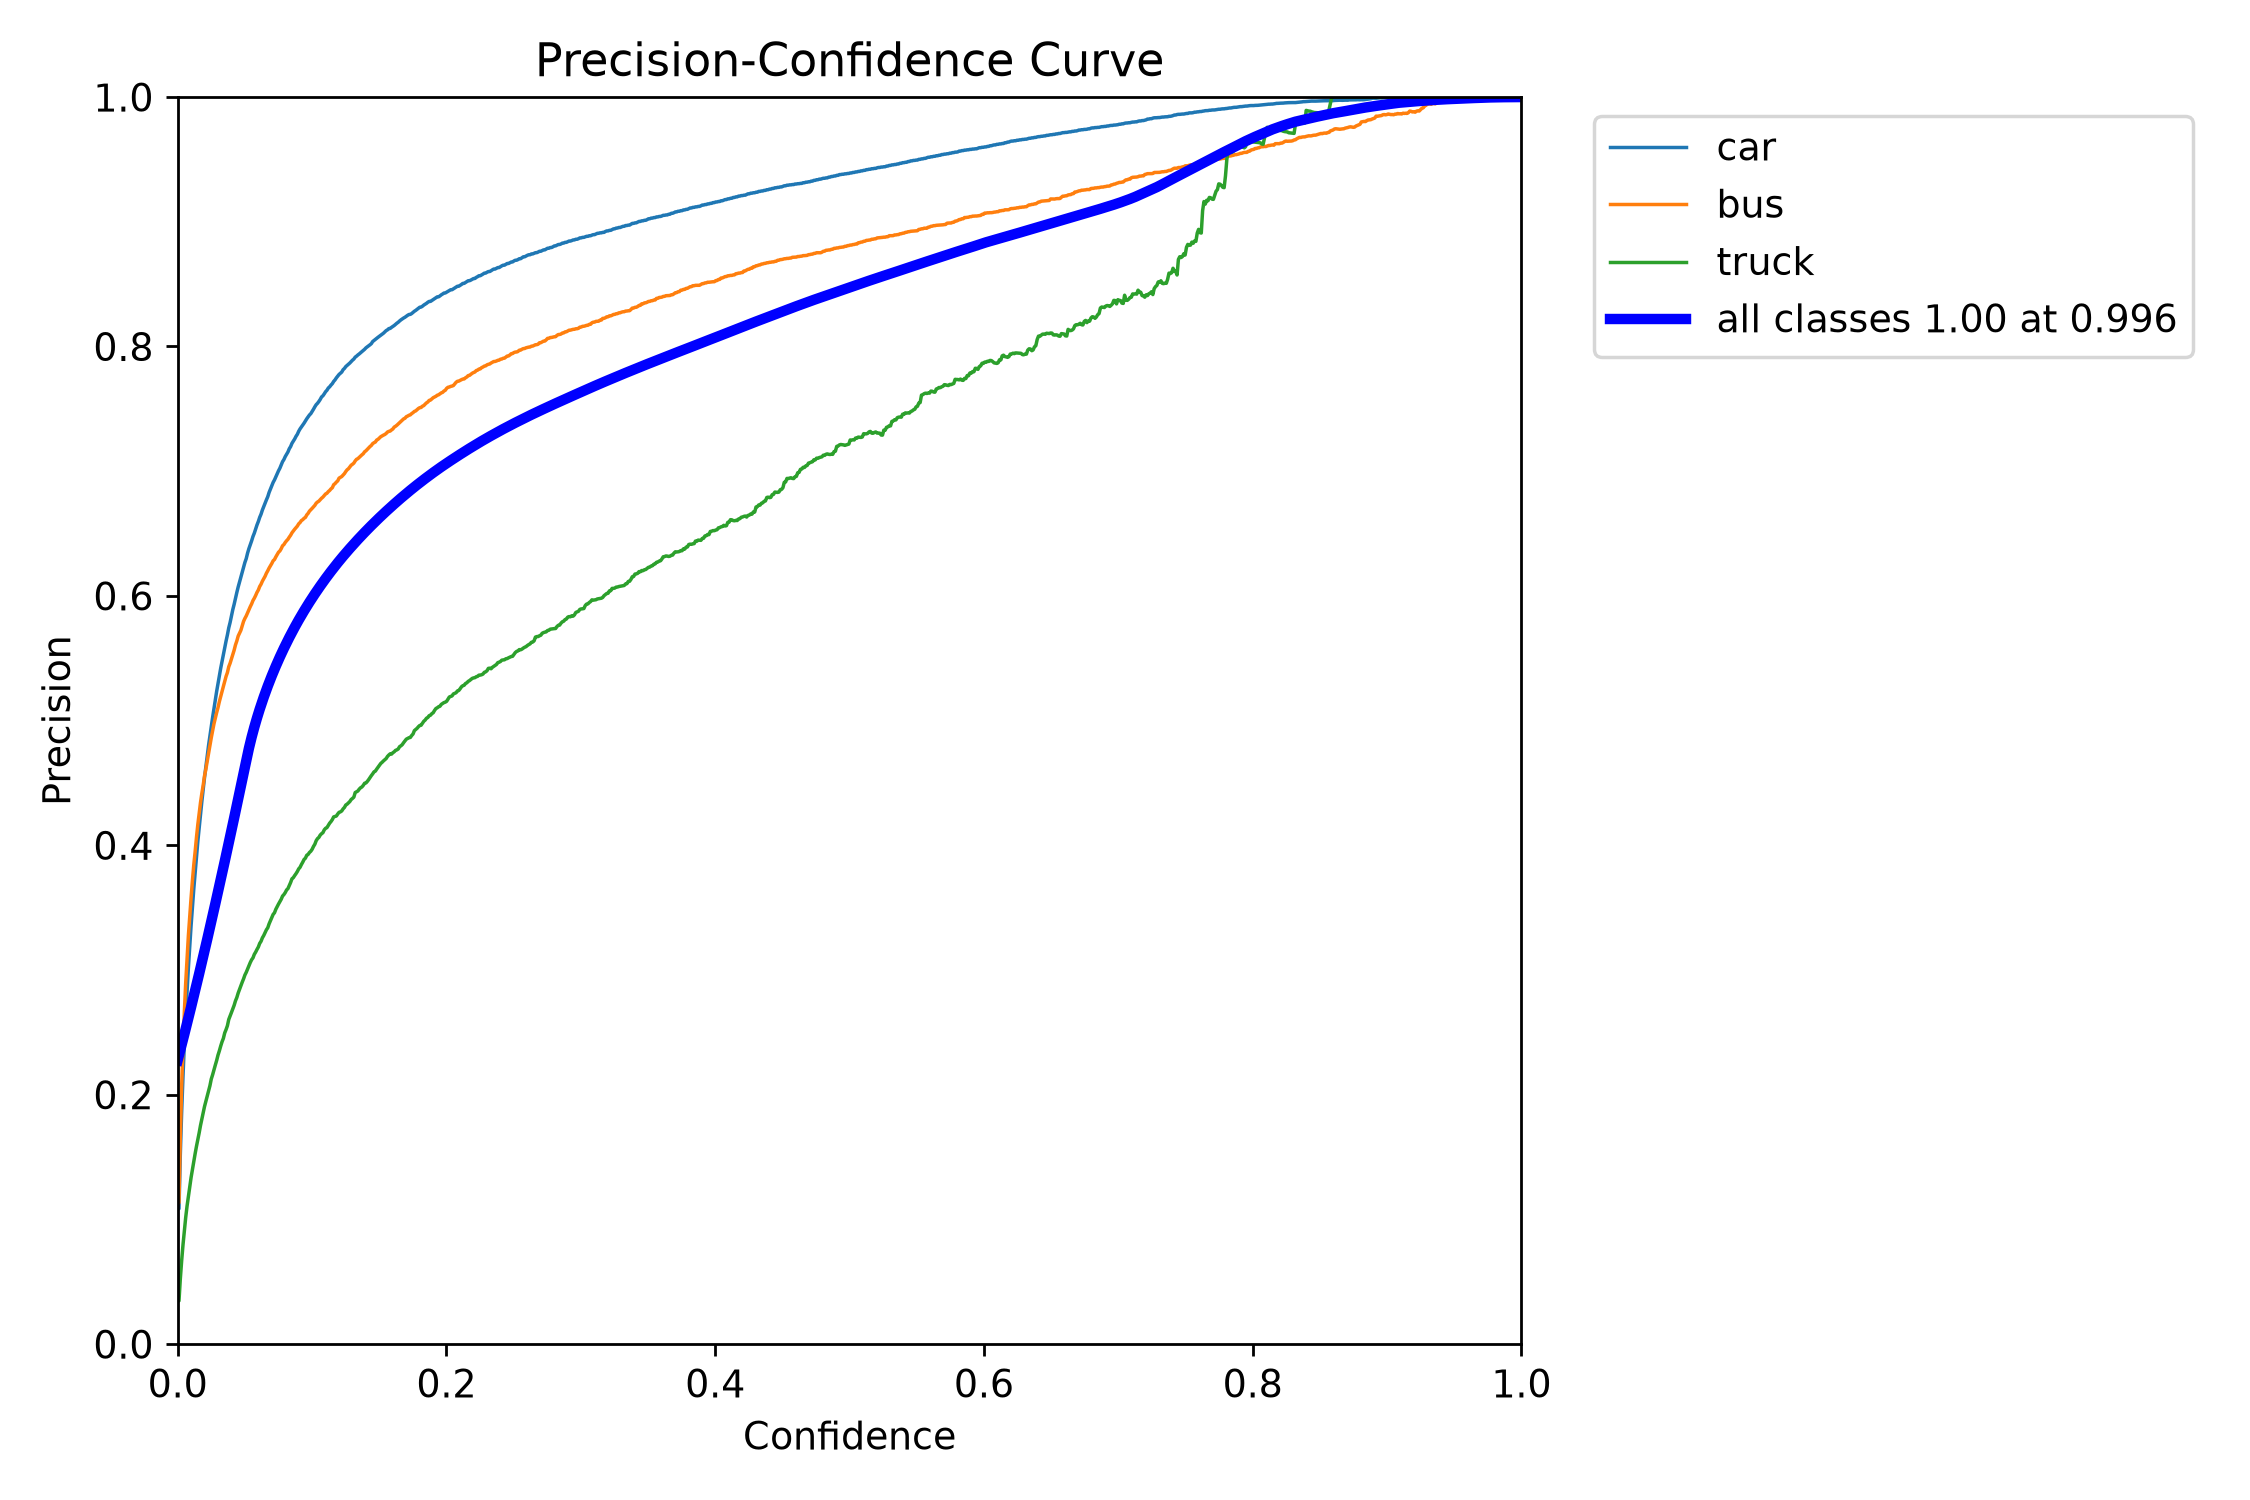 Precision-Confidence Curve
1.0
0.8
0.6
0.4
0.2
0.0
Precision
0.0 0.2 0.4 0.6 0.8 1.0
Confidence
car
bus
truck
all classes 1.00 at 0.996